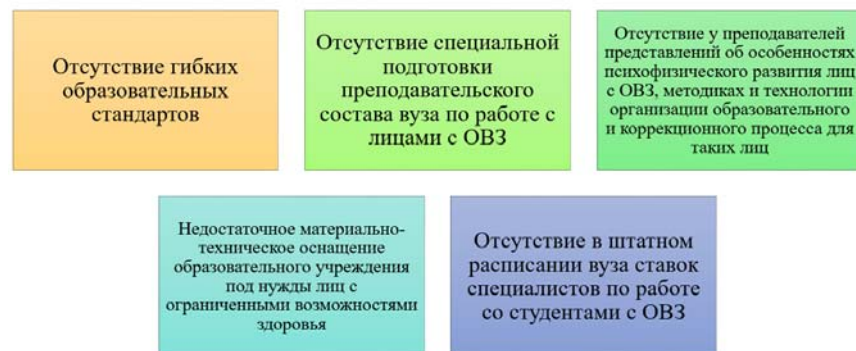 Отсутствие гибких
образовательных
стандартов
Отсутствие специальной
подготовки
преподавательского
состава вуза по работе с
лицами с ОВЗ
Отсутствие у преподавателей
представлений об особенностях
психофизического развития лиц
с ОВЗ, методиках и технологии
организации образовательного
и коррекционного процесса для
таких лиц
Недостаточное материально-
техническое оснащение
образовательного учреждения
под нужды лиц с
ограниченными возможностями
здоровья
Отсутствие в штатном
расписании вуза ставок
специалистов по работе
со студентами с ОВЗ